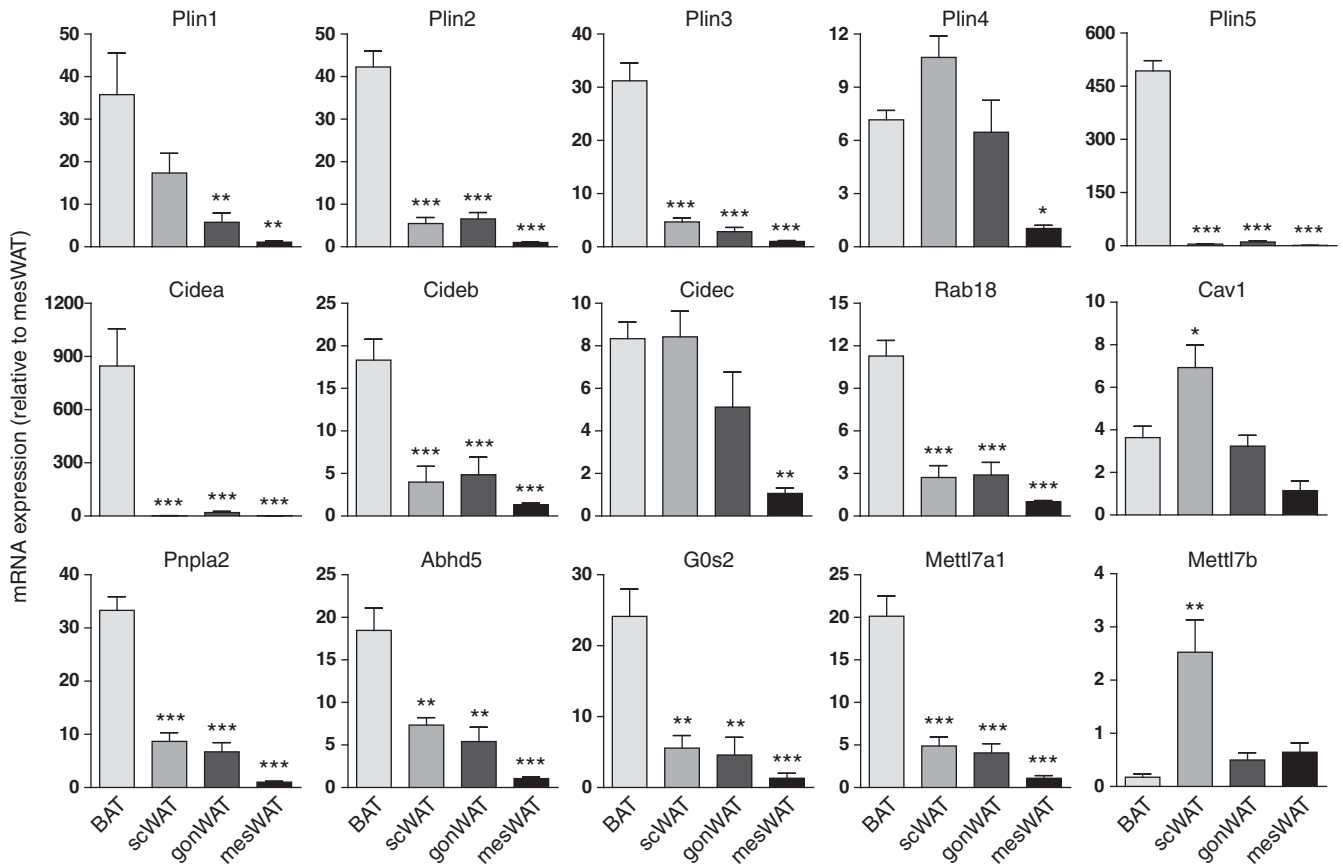 Plin1 Plin2 Plin3 Plin4 Plin5
50 50 40 12 600
40 40 30 9 450
30 30 20 6 300
20 20 10 3 150
10 10 0 0 0
0 0
** ** *** *** *** *** *** *** * *** *** ***
mRNA expression (relative to mesWAT)
Cidea Cideb Cidec Rab18 Cav1
1200 25 10 15 10
900 20 8 12 8
600 15 6 9 6
300 10 4 6 4
0 5 2 3 2
0 0 0 0
*** *** *** *** *** *** ** *** *** *** *
Pnpla2 Abhd5 G0s2 Mettl7a1 Mettl7b
40 25 30 25 4
30 20 20 20 3
20 15 10 15 2
10 10 0 10 1
0 5 5 0
0 0
*** *** *** ** ** *** ** ** *** *** *** *** **
BAT scWAT gonWAT mesWAT BAT scWAT gonWAT mesWAT BAT scWAT gonWAT mesWAT BAT scWAT gonWAT mesWAT BAT scWAT gonWAT mesWAT